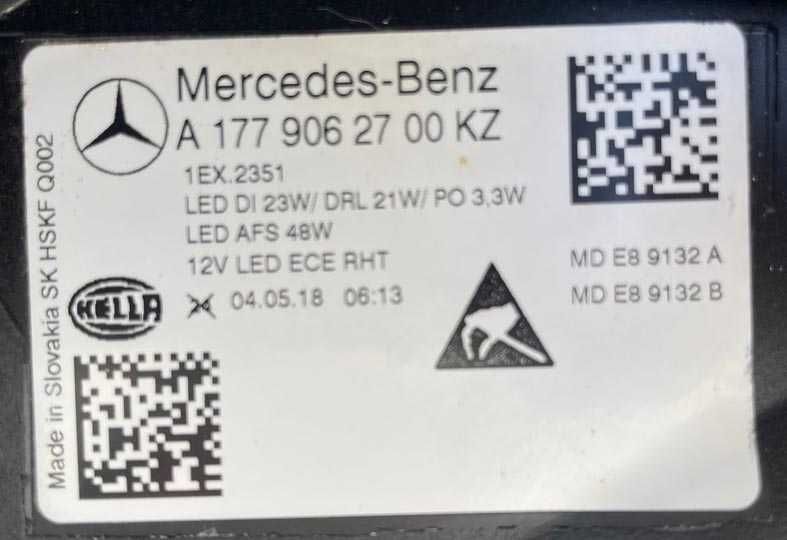 Mercedes-Benz
A 177 906 27 00 KZ
1EX.2351
LED DI 23W/ DRL 21W/ PO 3,3W
LED AFS 48W
12V LED ECE RHT
04.05.18 06:13
MD E8 9132 A
MD E8 9132 B
HELLA
Made in Slovakia SK HSKF Q002